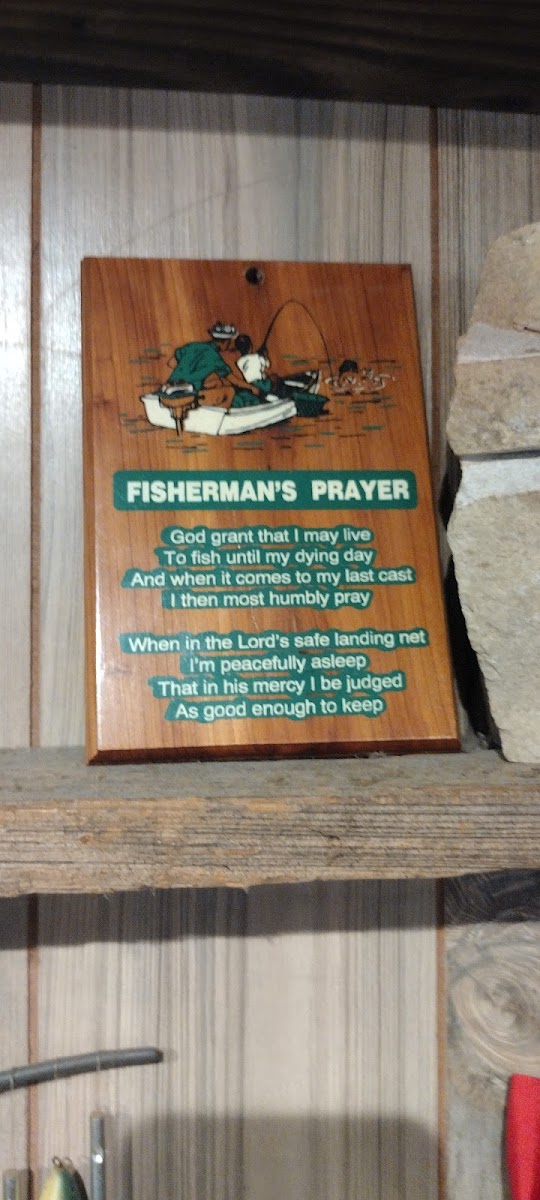 FISHERMAN'S PRAYER
God grant that I may live
To fish until my dying day
And when it comes to my last cast
I then most humbly pray
When in the Lord's safe landing net
I'm peacefully asleep
That in his mercy I be judged
As good enough to keep